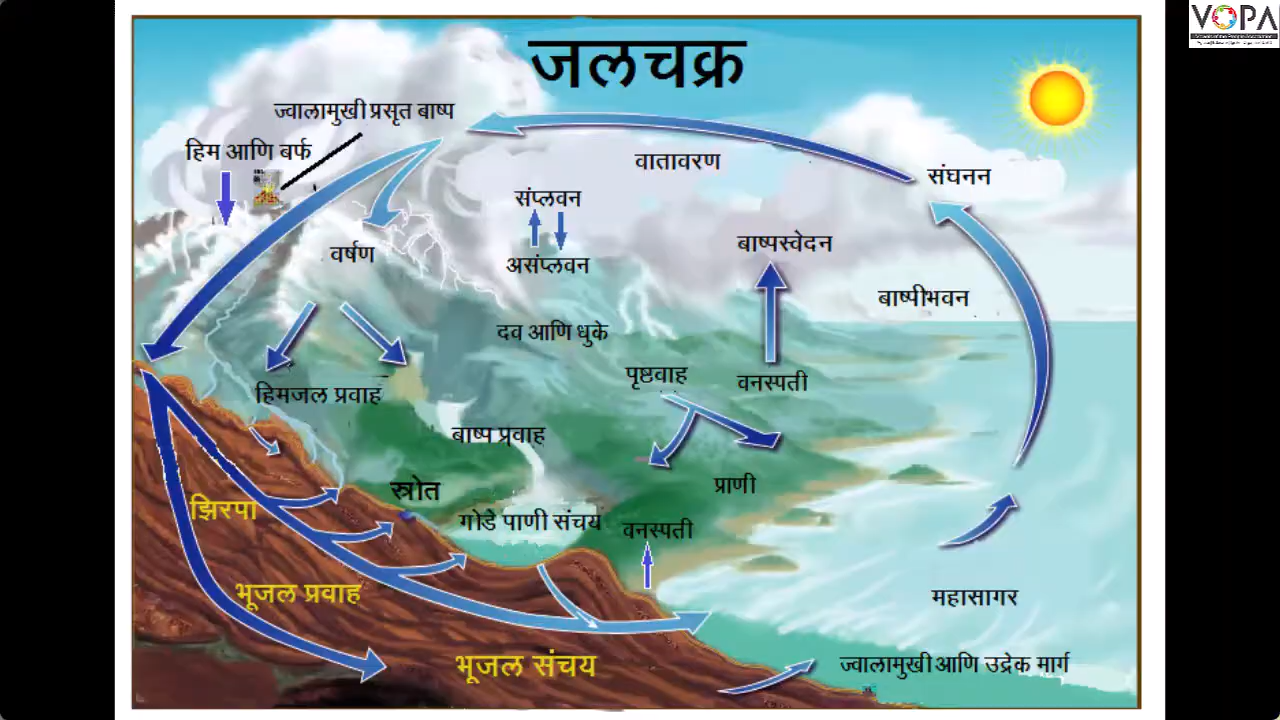 VOPA
जलचक्र
ज्वालामुखी प्रसृत बाष्प
हिम आणि बर्फ
वातावरण
संघनन
संप्लवन
वर्षण
असंप्लवन
बाष्पस्वेदन
बाष्पीभवन
दव आणि धुके
पृष्टवाह
वनस्पती
हिमजल प्रवाह
बाष्प प्रवाह
प्राणी
स्त्रोत
झिरपा
गोडे पाणी संचय
वनस्पती
भूजल प्रवाह
महासागर
भूजल संचय
ज्वालामुखी आणि उद्रेक मार्ग